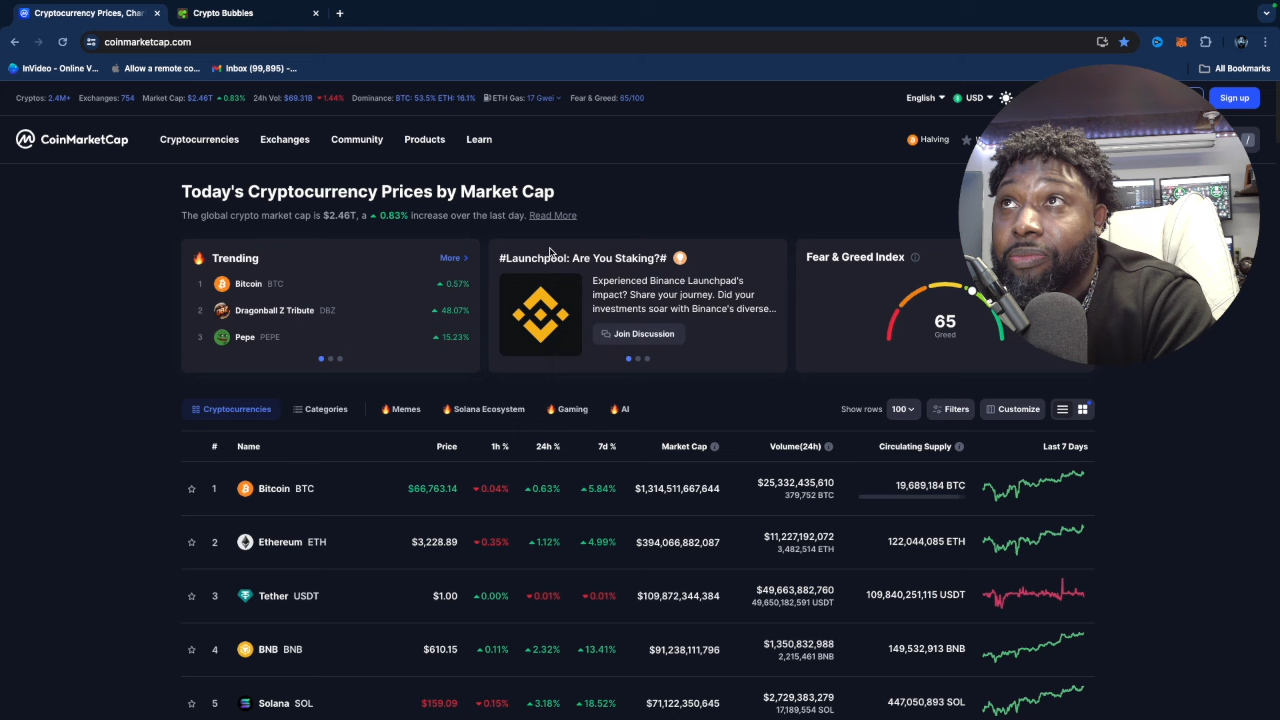 Cryptocurrency Prices, Char
Crypto Bubbles
coinmarketcap.com
InVideo - Online V...
Allow a remote co...
Inbox (99,895) -...
All Bookmarks
Cryptos: 2.4M+ Exchanges: 754 Market Cap: $2.46T 0.83% 24h Vol: $69.31B 1.44% Dominance: BTC: 53.5% ETH: 16.1% ETH Gas: 17 Gwei Fear & Greed: 65/100
English USD
Sign up
CoinMarketCap
Cryptocurrencies Exchanges Community Products Learn
Halving
/
Today's Cryptocurrency Prices by Market Cap
The global crypto market cap is $2.46T, a 0.83% increase over the last day. Read More
Trending More
1 Bitcoin BTC 0.57%
2 Dragonball Z Tribute DBZ 48.07%
3 Pepe PEPE 15.23%
#Launchpool: Are You Staking?#
Experienced Binance Launchpad's
impact? Share your journey. Did your
investments soar with Binance's diverse...
Join Discussion
Fear & Greed Index
65
Greed
Cryptocurrencies Categories Memes Solana Ecosystem Gaming AI
Show rows 100 Filters Customize
# Name Price 1h % 24h % 7d % Market Cap Volume(24h) Circulating Supply Last 7 Days
1 Bitcoin BTC $66,763.14 0.04% 0.63% 5.84% $1,314,511,667,644 $25,332,435,610 19,689,184 BTC
379,752 BTC
2 Ethereum ETH $3,228.89 0.35% 1.12% 4.99% $394,066,882,087 $11,227,192,072 122,044,085 ETH
3,482,514 ETH
3 Tether USDT $1.00 0.00% 0.01% 0.01% $109,872,344,384 $49,663,882,760 109,840,251,115 USDT
49,650,182,591 USDT
4 BNB BNB $610.15 0.11% 2.32% 13.41% $91,238,111,796 $1,350,832,988 149,532,913 BNB
2,215,461 BNB
5 Solana SOL $159.09 0.15% 3.18% 18.52% $71,122,350,645 $2,729,383,279 447,050,893 SOL
17,189,554 SOL